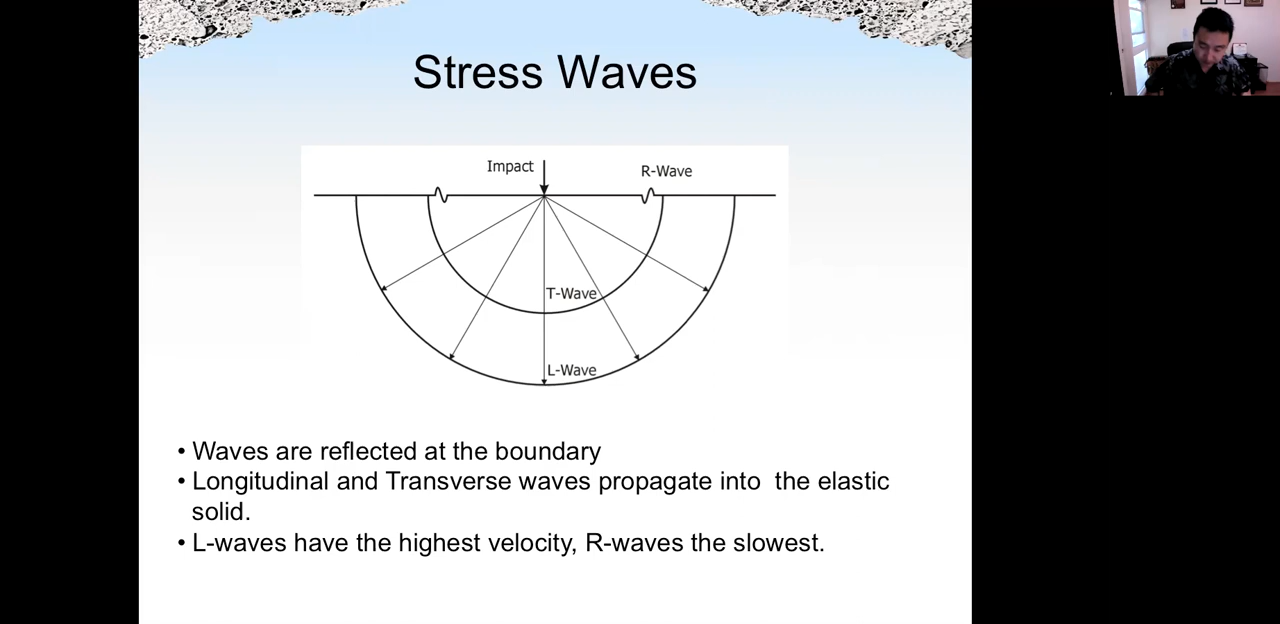 Stress Waves
Impact
R-Wave
T-Wave
L-Wave
• Waves are reflected at the boundary
• Longitudinal and Transverse waves propagate into  the elastic
solid.
• L-waves have the highest velocity, R-waves the slowest.